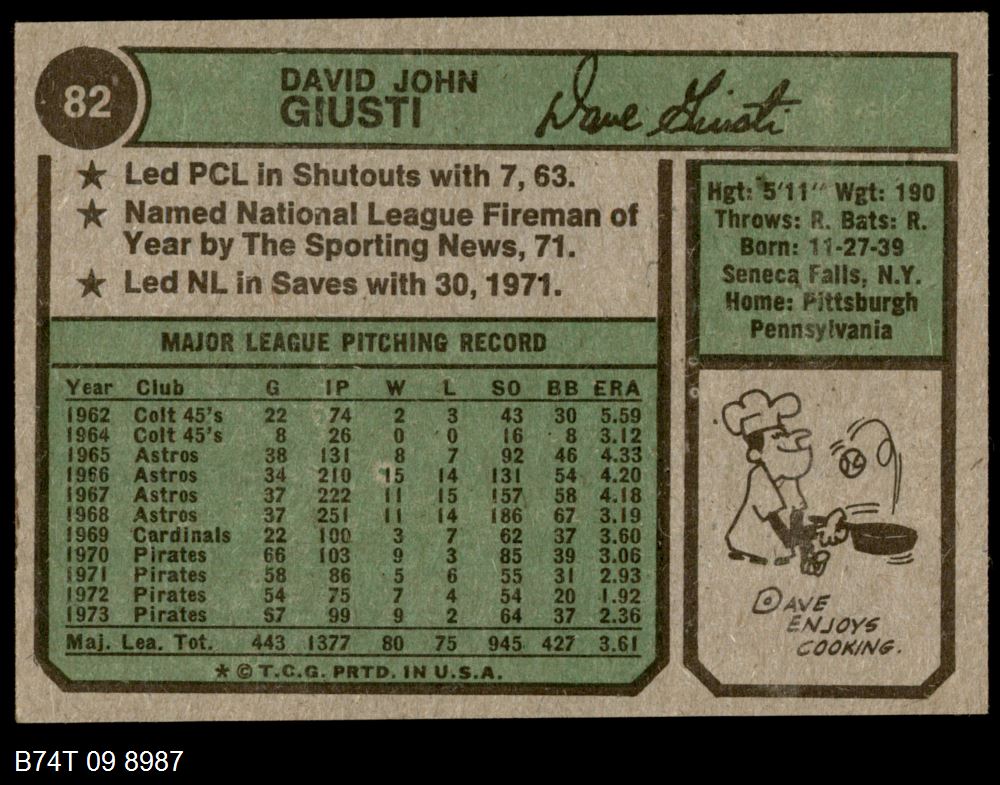 82
DAVID JOHN
GIUSTI
Dave Giusti
★ Led PCL in Shutouts with 7, 63.
★ Named National League Fireman of
Year by The Sporting News, 71.
★ Led NL in Saves with 30, 1971.
Hgt: 5'11" Wgt: 190
Throws: R. Bats: R.
Born: 11-27-39
Seneca Falls, N.Y.
Home: Pittsburgh
Pennsylvania
MAJOR LEAGUE PITCHING RECORD
Year Club G IP W L SO BB ERA
1962 Colt 45's 22 74 2 3 43 30 5.59
1964 Colt 45's 8 26 0 0 16 8 3.12
1965 Astros 38 131 8 7 92 46 4.33
1966 Astros 34 210 15 14 131 54 4.20
1967 Astros 37 222 11 15 157 58 4.18
1968 Astros 37 251 11 14 186 67 3.19
1969 Cardinals 22 100 3 7 62 37 3.60
1970 Pirates 66 103 9 3 85 39 3.06
1971 Pirates 58 86 5 6 55 31 2.93
1972 Pirates 54 75 7 4 54 20 1.92
1973 Pirates 67 99 9 2 64 37 2.36
Maj. Lea. Tot. 443 1377 80 75 945 427 3.61
★ © T.C.G. PRTD. IN U.S.A.
DAVE
ENJOYS
COOKING.
B74T 09 8987